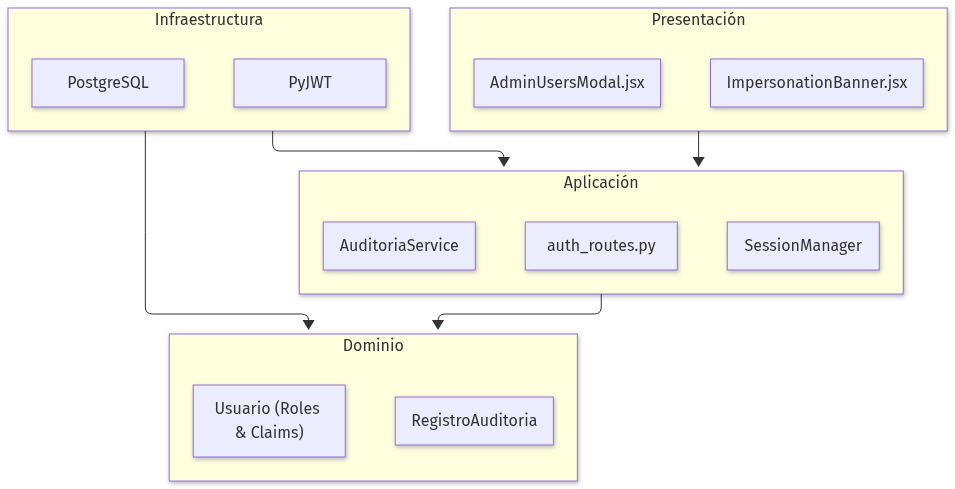 Infraestructura
PostgreSQL
PyJWT
Presentación
AdminUsersModal.jsx
ImpersonationBanner.jsx
Aplicación
AuditoriaService
auth_routes.py
SessionManager
Dominio
Usuario (Roles
& Claims)
RegistroAuditoria